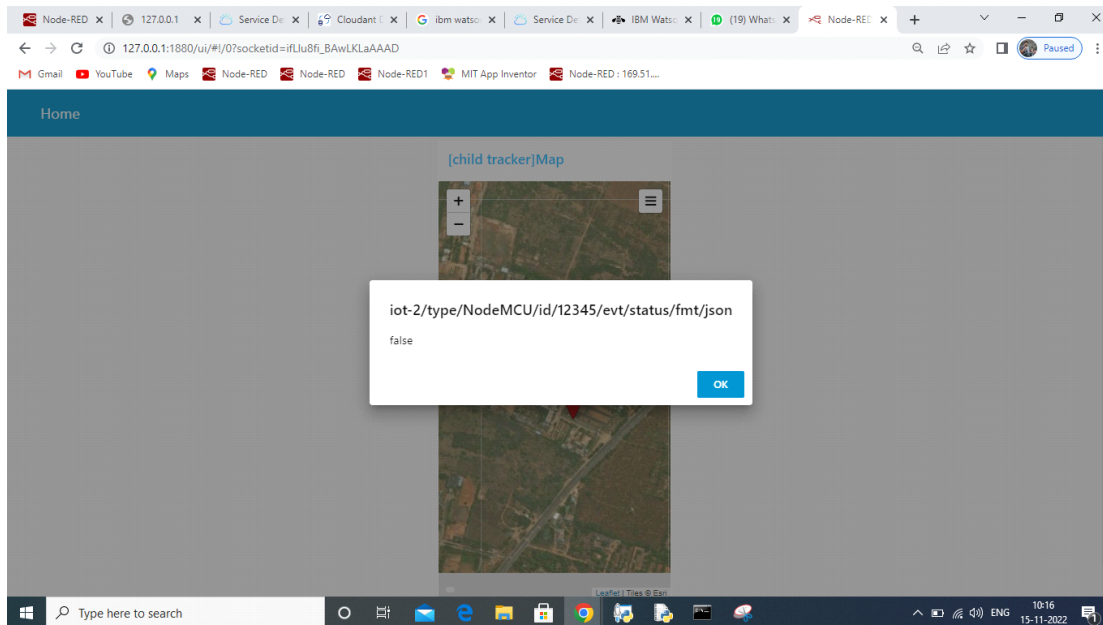 Node-RED
127.0.0.1
Service De
Cloudant
ibm watso
Service De
IBM Watso
(19) Whats
Node-RED
127.0.0.1:1880/ui/#!/0?socketid=ifLlu8fi_BAwLKLaAAAD
Paused
Gmail
YouTube
Maps
Node-RED
Node-RED
Node-RED1
MIT App Inventor
Node-RED : 169.51....
Home
[child tracker]Map
+
−
iot-2/type/NodeMCU/id/12345/evt/status/fmt/json
false
OK
Leaflet | Tiles © Esri
Type here to search
ENG
10:16
15-11-2022